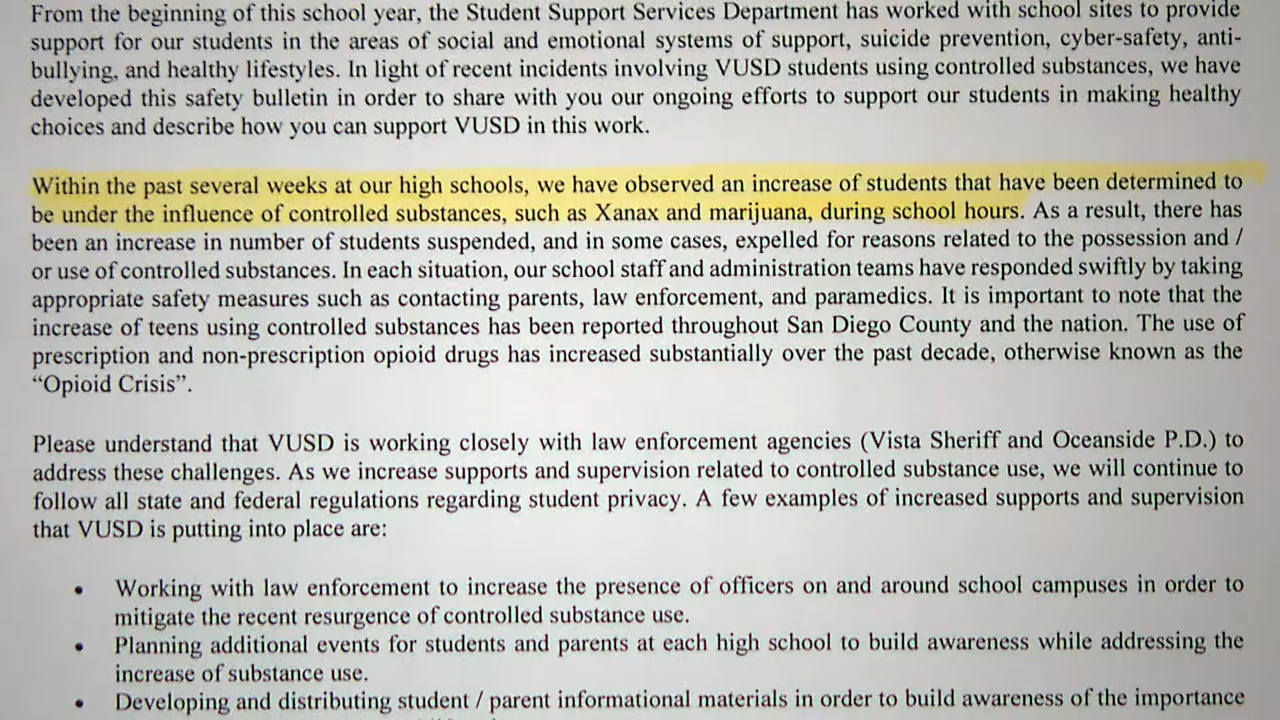 From the beginning of this school year, the Student Support Services Department has worked with school sites to provide
support for our students in the areas of social and emotional systems of support, suicide prevention, cyber-safety, anti-
bullying, and healthy lifestyles. In light of recent incidents involving VUSD students using controlled substances, we have
developed this safety bulletin in order to share with you our ongoing efforts to support our students in making healthy
choices and describe how you can support VUSD in this work.
Within the past several weeks at our high schools, we have observed an increase of students that have been determined to
be under the influence of controlled substances, such as Xanax and marijuana, during school hours. As a result, there has
been an increase in number of students suspended, and in some cases, expelled for reasons related to the possession and /
or use of controlled substances. In each situation, our school staff and administration teams have responded swiftly by taking
appropriate safety measures such as contacting parents, law enforcement, and paramedics. It is important to note that the
increase of teens using controlled substances has been reported throughout San Diego County and the nation. The use of
prescription and non-prescription opioid drugs has increased substantially over the past decade, otherwise known as the
“Opioid Crisis”.
Please understand that VUSD is working closely with law enforcement agencies (Vista Sheriff and Oceanside P.D.) to
address these challenges. As we increase supports and supervision related to controlled substance use, we will continue to
follow all state and federal regulations regarding student privacy. A few examples of increased supports and supervision
that VUSD is putting into place are:
• Working with law enforcement to increase the presence of officers on and around school campuses in order to
mitigate the recent resurgence of controlled substance use.
• Planning additional events for students and parents at each high school to build awareness while addressing the
increase of substance use.
• Developing and distributing student / parent informational materials in order to build awareness of the importance